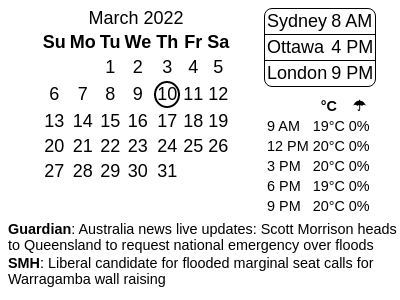 March 2022
Su Mo Tu We Th Fr Sa
1 2 3 4 5
6 7 8 9 10 11 12
13 14 15 16 17 18 19
20 21 22 23 24 25 26
27 28 29 30 31
Sydney 8 AM
Ottawa 4 PM
London 9 PM
°C ☂
9 AM 19°C 0%
12 PM 20°C 0%
3 PM 20°C 0%
6 PM 19°C 0%
9 PM 20°C 0%
Guardian: Australia news live updates: Scott Morrison heads
to Queensland to request national emergency over floods
SMH: Liberal candidate for flooded marginal seat calls for
Warragamba wall raising